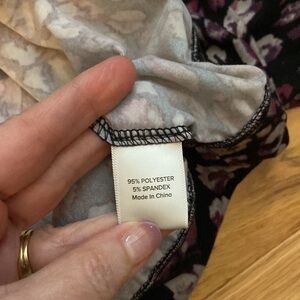 95% POLYESTER
5% SPANDEX
Made In China